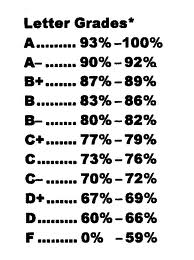 Letter Grades*
A.......... 93% –100%
A– ........ 90% – 92%
B+........ 87% – 89%
B.......... 83% – 86%
B– ........ 80% – 82%
C+........ 77% – 79%
C.......... 73% – 76%
C– ........ 70% – 72%
D+........ 67% – 69%
D.......... 60% – 66%
F .......... 0% – 59%